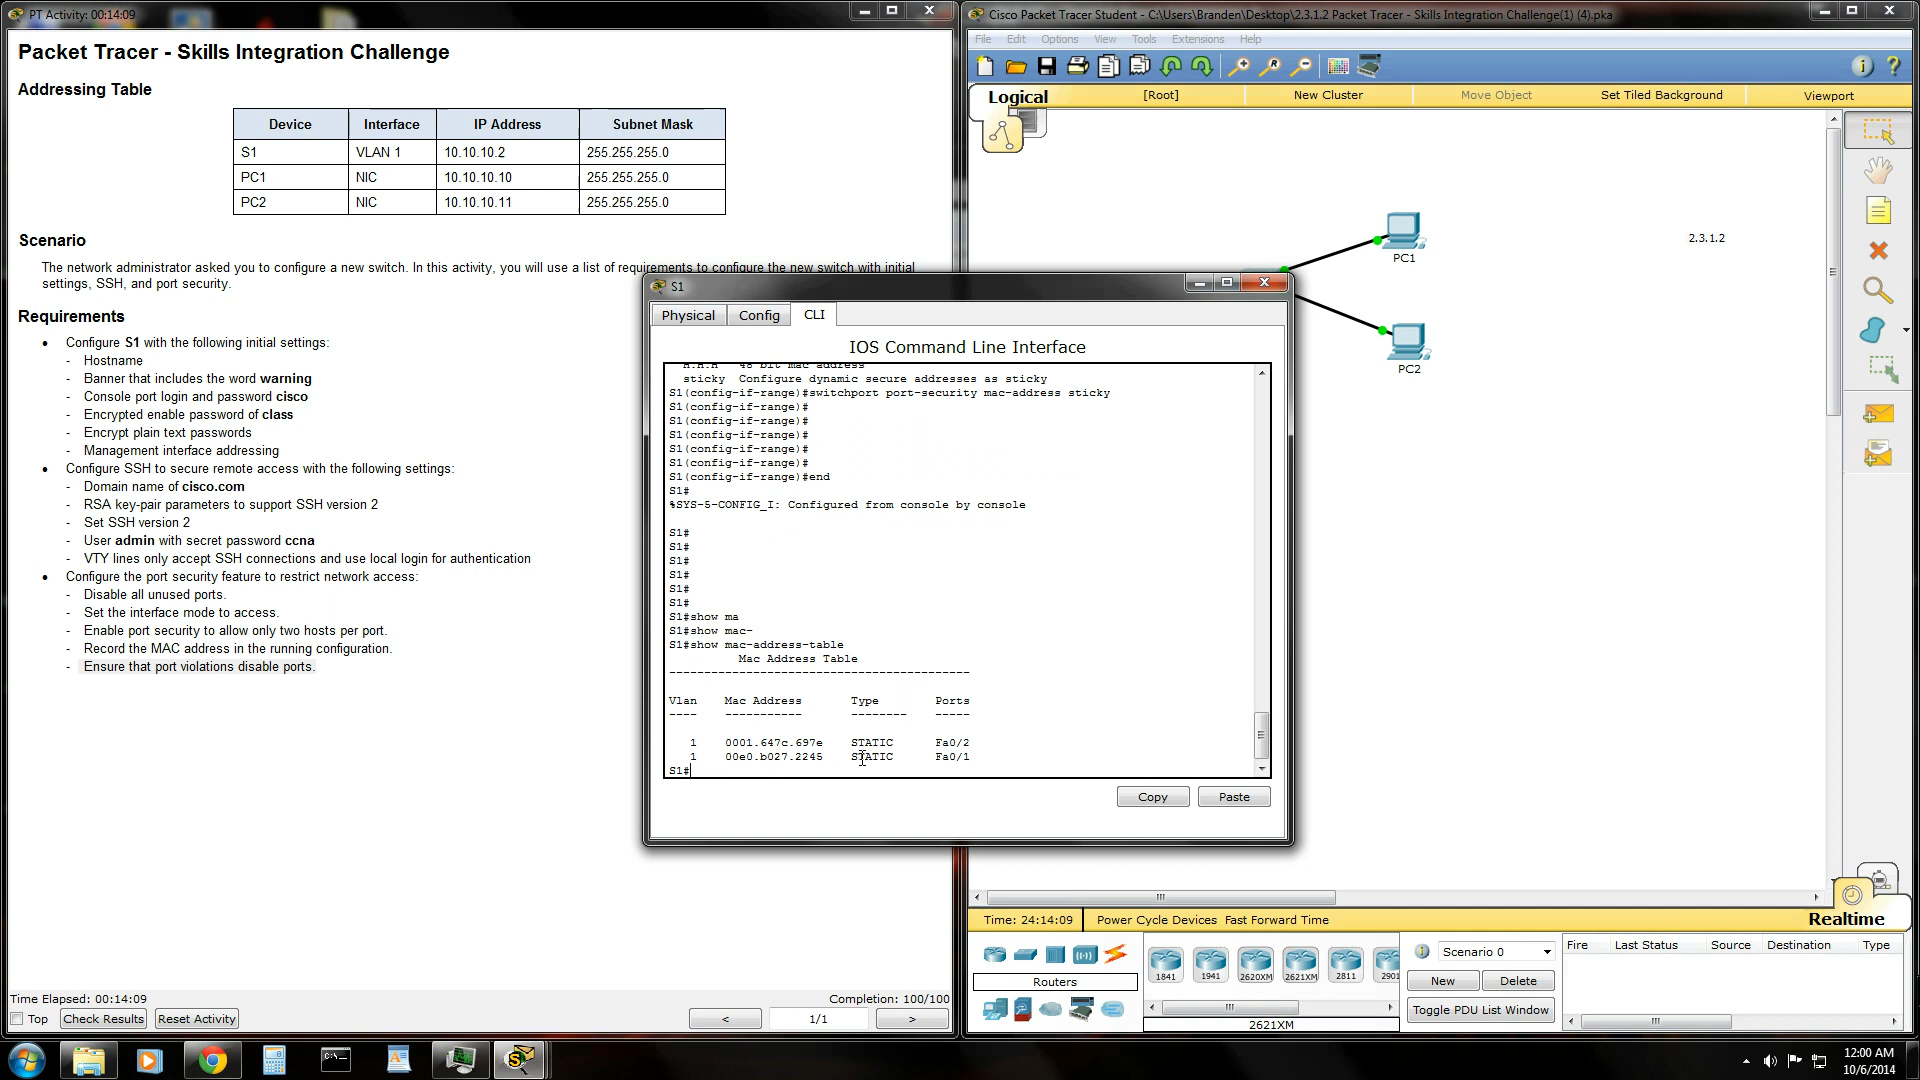 PT Activity: 00:14:09
Packet Tracer - Skills Integration Challenge
Addressing Table
Device Interface IP Address Subnet Mask
S1 VLAN 1 10.10.10.2 255.255.255.0
PC1 NIC 10.10.10.10 255.255.255.0
PC2 NIC 10.10.10.11 255.255.255.0
Scenario
The network administrator asked you to configure a new switch. In this activity, you will use a list of requirements to configure the new switch with initial
settings, SSH, and port security.
Requirements
• Configure S1 with the following initial settings:
- Hostname
- Banner that includes the word warning
- Console port login and password cisco
- Encrypted enable password of class
- Encrypt plain text passwords
- Management interface addressing
• Configure SSH to secure remote access with the following settings:
- Domain name of cisco.com
- RSA key-pair parameters to support SSH version 2
- Set SSH version 2
- User admin with secret password ccna
- VTY lines only accept SSH connections and use local login for authentication
• Configure the port security feature to restrict network access:
- Disable all unused ports.
- Set the interface mode to access.
- Enable port security to allow only two hosts per port.
- Record the MAC address in the running configuration.
- Ensure that port violations disable ports.
Time Elapsed: 00:14:09 Completion: 100/100
Top Check Results Reset Activity < 1/1 >
Cisco Packet Tracer Student - C:\Users\Branden\Desktop\2.3.1.2 Packet Tracer - Skills Integration Challenge(1) (4).pka
File Edit Options View Tools Extensions Help
Logical [Root] New Cluster Move Object Set Tiled Background Viewport
2.3.1.2
PC1
PC2
S1
Physical Config CLI
IOS Command Line Interface
H.H.H 48 bit mac address
sticky Configure dynamic secure addresses as sticky
S1(config-if-range)#switchport port-security mac-address sticky
S1(config-if-range)#
S1(config-if-range)#
S1(config-if-range)#
S1(config-if-range)#
S1(config-if-range)#
S1(config-if-range)#end
S1#
%SYS-5-CONFIG_I: Configured from console by console
S1#
S1#
S1#
S1#
S1#
S1#
S1#show ma
S1#show mac-
S1#show mac-address-table
Mac Address Table
-------------------------------------------
Vlan Mac Address Type Ports
---- ----------- -------- -----
1 0001.647c.697e STATIC Fa0/2
1 00e0.b027.2245 STATIC Fa0/1
S1#
Copy Paste
Time: 24:14:09 Power Cycle Devices Fast Forward Time Realtime
Routers
1841 1941 2620XM 2621XM 2811 2901
2621XM
Scenario 0
New Delete
Toggle PDU List Window
Fire Last Status Source Destination Type
12:00 AM
10/6/2014